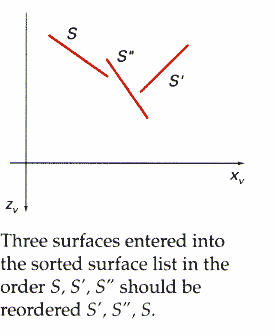 S
S″
S′
x_v
z_v
Three surfaces entered into
the sorted surface list in the
order S, S′, S″ should be
reordered S′, S″, S.